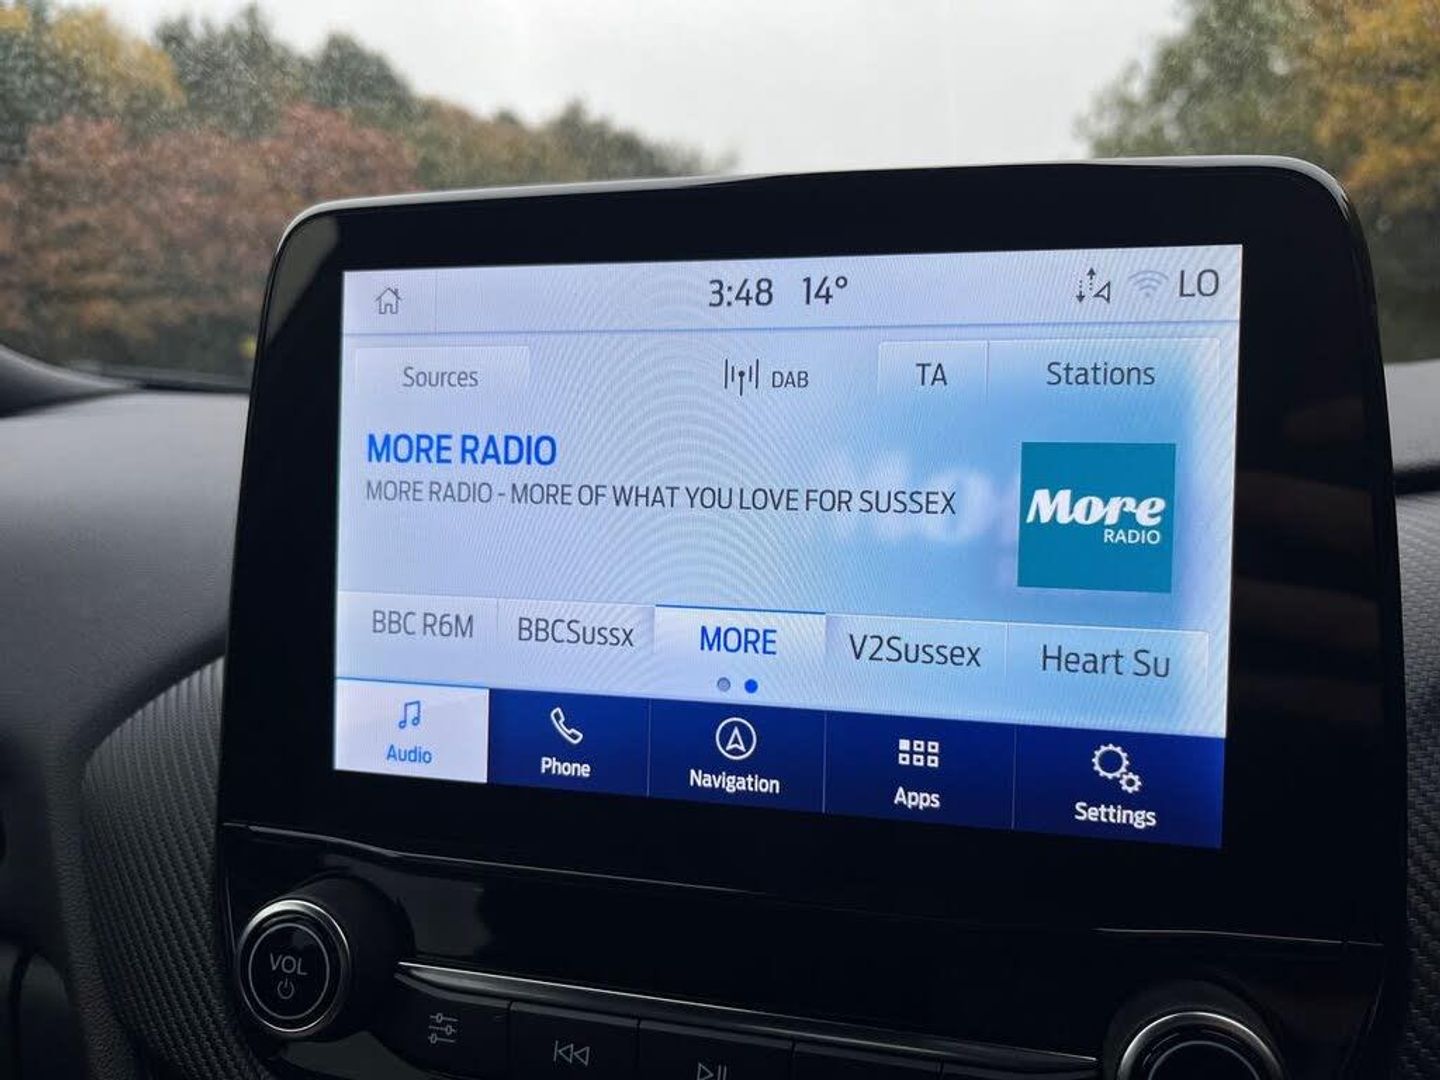 3:48 14° LO
Sources DAB TA Stations
MORE RADIO
MORE RADIO - MORE OF WHAT YOU LOVE FOR SUSSEX
More
RADIO
BBC R6M BBCSussx MORE V2Sussex Heart Su
Audio Phone Navigation Apps Settings
VOL